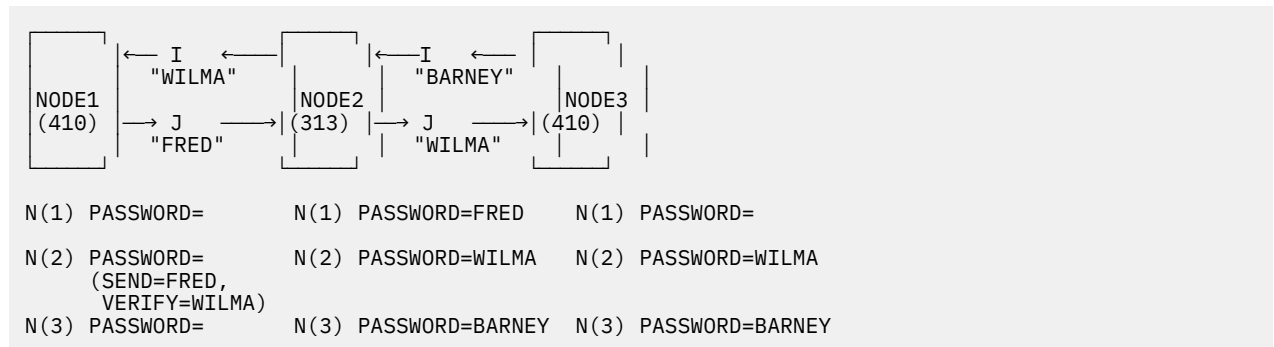 ← I ← ←I ←
"WILMA" "BARNEY"
NODE1 NODE2 NODE3
(410) → J → (313) → J → (410)
"FRED" "WILMA"
N(1) PASSWORD= N(1) PASSWORD=FRED N(1) PASSWORD=
N(2) PASSWORD= N(2) PASSWORD=WILMA N(2) PASSWORD=WILMA
(SEND=FRED,
VERIFY=WILMA)
N(3) PASSWORD= N(3) PASSWORD=BARNEY N(3) PASSWORD=BARNEY